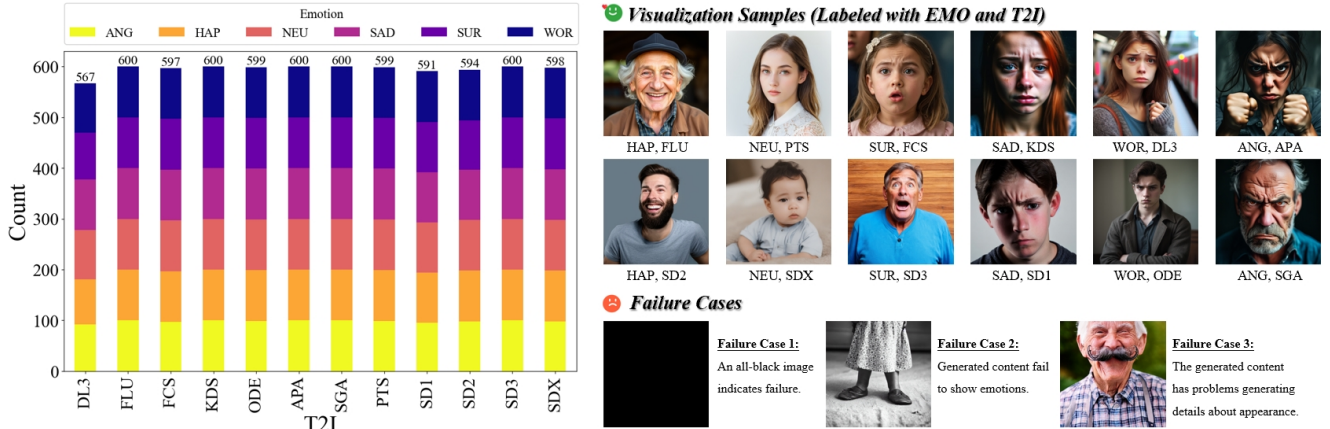 Emotion
ANG HAP NEU SAD SUR WOR
600
500
400
300
200
100
0
Count
567 600 597 600 599 600 600 599 591 594 600 598
DL3 FLU FCS KDS ODE APA SGA PTS SD1 SD2 SD3 SDX
T2I
Visualization Samples (Labeled with EMO and T2I)
HAP, FLU NEU, PTS SUR, FCS SAD, KDS WOR, DL3 ANG, APA
HAP, SD2 NEU, SDX SUR, SD3 SAD, SD1 WOR, ODE ANG, SGA
Failure Cases
Failure Case 1:
An all-black image
indicates failure.
Failure Case 2:
Generated content fail
to show emotions.
Failure Case 3:
The generated content
has problems generating
details about appearance.